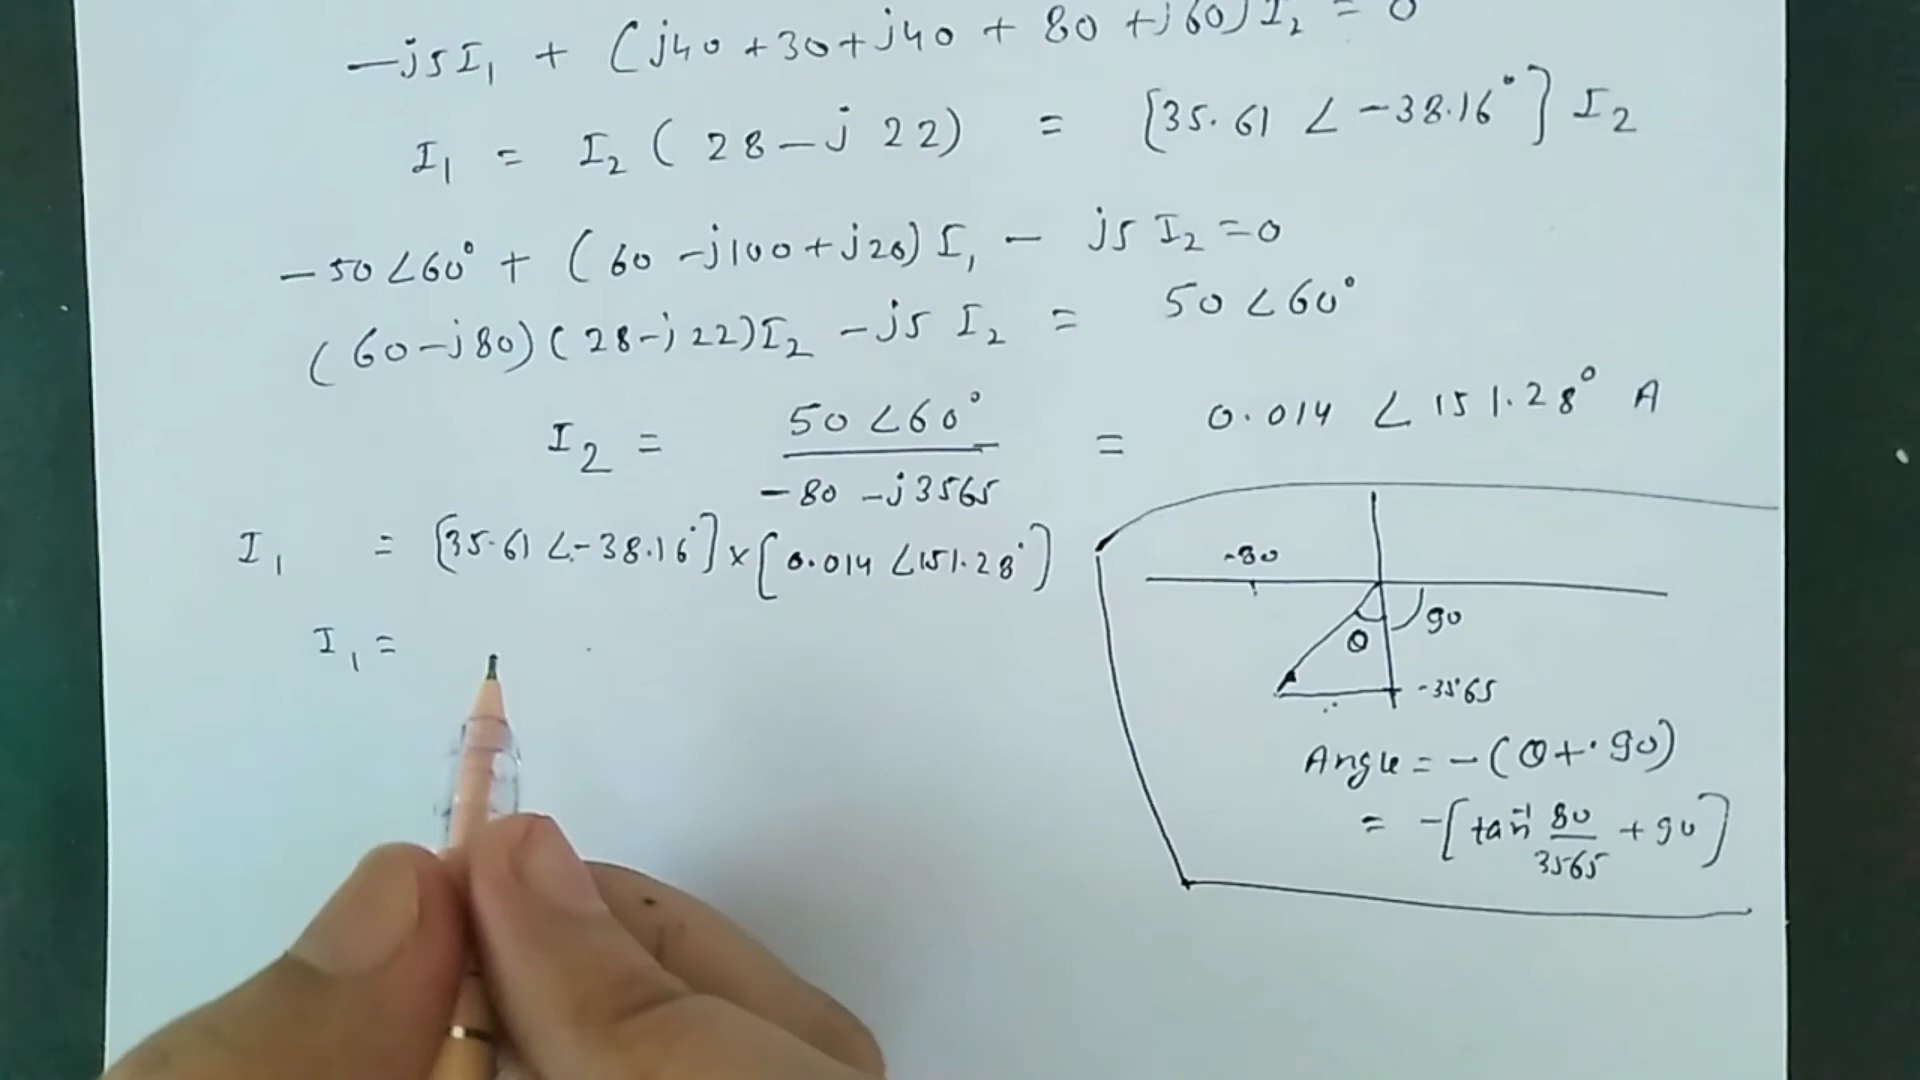 -j5I₁ + (j40 +30+j40 + 80 +j60)I₂ = 0
I₁ = I₂ ( 28-j 22) = [35.61 ∠ -38.16°] I₂
-50∠60° + (60 -j100+j20) I₁ - j5 I₂ =0
(60-j80)(28-j22)I₂ -j5 I₂ = 50∠60°
I₂ = 50∠60° / -80 -j3565 = 0.014 ∠151.28° A
I₁ = [35.61∠-38.16°]×[0.014∠151.28°]
I₁ =
-80
90
θ
-3565
Angle = -(θ+90)
= -[tan⁻¹ 80/3565 +90]